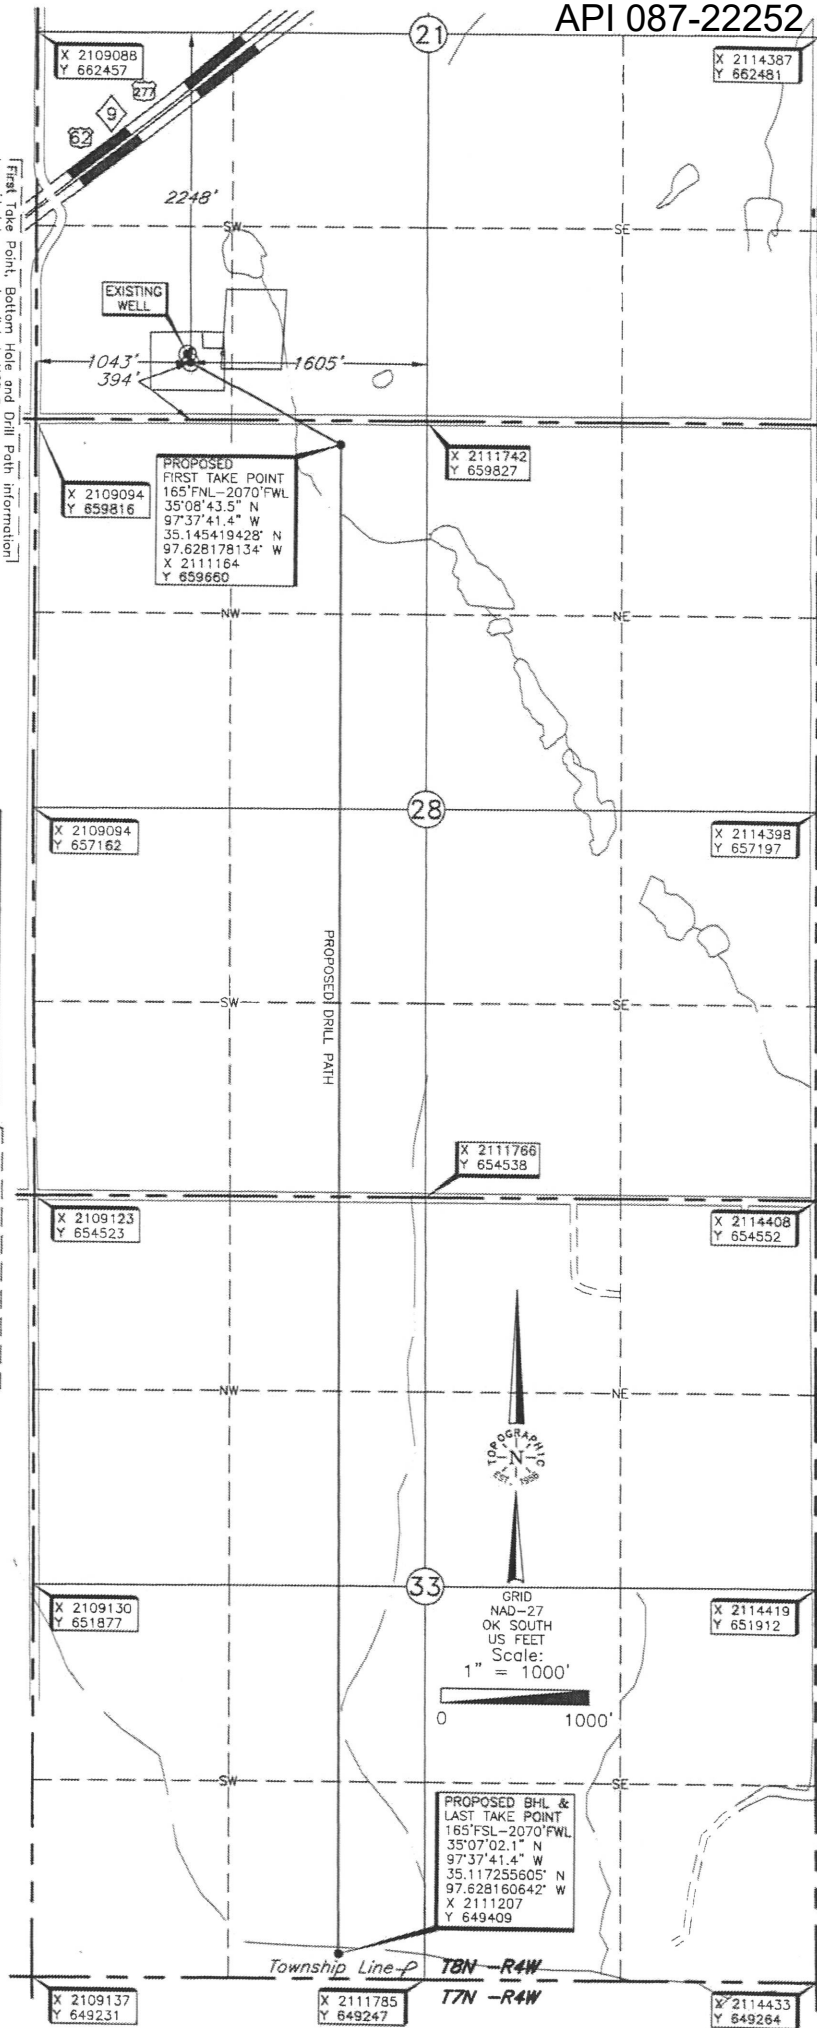 API 087-22252
21
X 2109088
Y 662457
X 2114387
Y 662481
277
9
62
2248'
SW
SE
EXISTING
WELL
1043'
1605'
394'
First Take Point, Bottom Hole and Drill Path information
X 2109094
Y 659816
PROPOSED
FIRST TAKE POINT
165'FNL-2070'FWL
35°08'43.5" N
97°37'41.4" W
35.145419428° N
97.628178134° W
X 2111164
Y 659660
X 2111742
Y 659827
NW
NE
28
X 2109094
Y 657162
X 2114398
Y 657197
PROPOSED DRILL PATH
SW
SE
X 2111766
Y 654538
X 2109123
Y 654523
X 2114408
Y 654552
NW
NE
TOPOGRAPHIC
N
EST. 1958
33
X 2109130
Y 651877
GRID
NAD-27
OK SOUTH
US FEET
Scale:
1" = 1000'
0 1000'
X 2114419
Y 651912
SW
SE
PROPOSED BHL &
LAST TAKE POINT
165'FSL-2070'FWL
35°07'02.1" N
97°37'41.4" W
35.117255605° N
97.628160642° W
X 2111207
Y 649409
Township Line
T8N -R4W
T7N -R4W
X 2109137
Y 649231
X 2111785
Y 649247
X 2114433
Y 649264